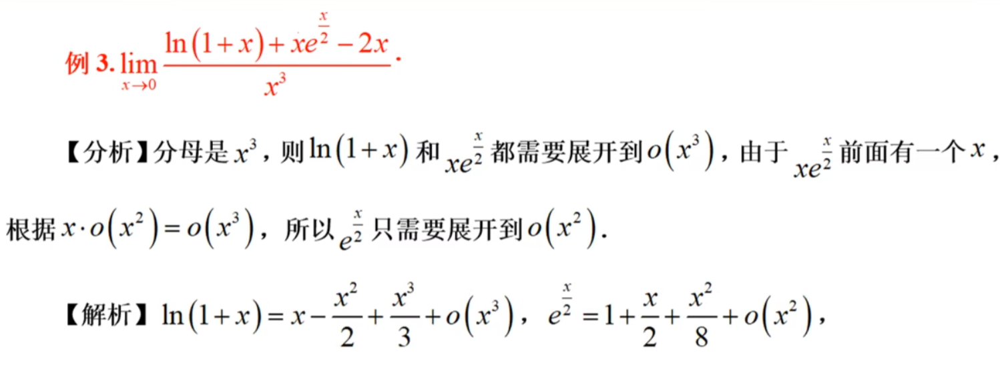 例 3. \lim_{x \to 0} \frac{\ln(1+x)+xe^{\frac{x}{2}}-2x}{x^3}.
【分析】分母是 x^3，则 \ln(1+x) 和 xe^{\frac{x}{2}} 都需要展开到 o(x^3)，由于 xe^{\frac{x}{2}} 前面有一个 x，
根据 x·o(x^2)=o(x^3)，所以 e^{\frac{x}{2}} 只需要展开到 o(x^2).
【解析】\ln(1+x)=x-\frac{x^2}{2}+\frac{x^3}{3}+o(x^3)，e^{\frac{x}{2}}=1+\frac{x}{2}+\frac{x^2}{8}+o(x^2)，